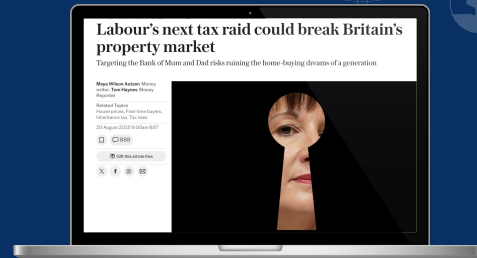 Labour's next tax raid could break Britain's
property market
Targeting the Bank of Mum and Dad risks ruining the home-buying dreams of a generation
Maya Wilson Autzen Money
writer. Tom Haynes Money
Reporter
Related Topics
House prices, First-time buyers,
Inheritance tax, Tax rises
20 August 2025 6:00am BST
888
Gift this article free